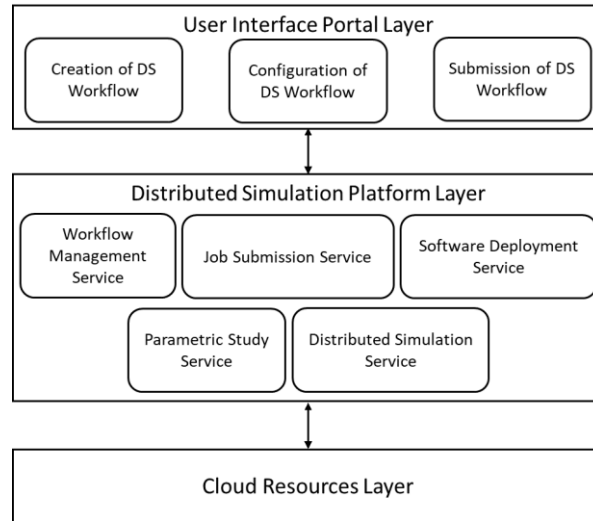 User Interface Portal Layer
Creation of DS
Workflow
Configuration of
DS Workflow
Submission of DS
Workflow
Distributed Simulation Platform Layer
Workflow
Management
Service
Job Submission Service
Software Deployment
Service
Parametric Study
Service
Distributed Simulation
Service
Cloud Resources Layer